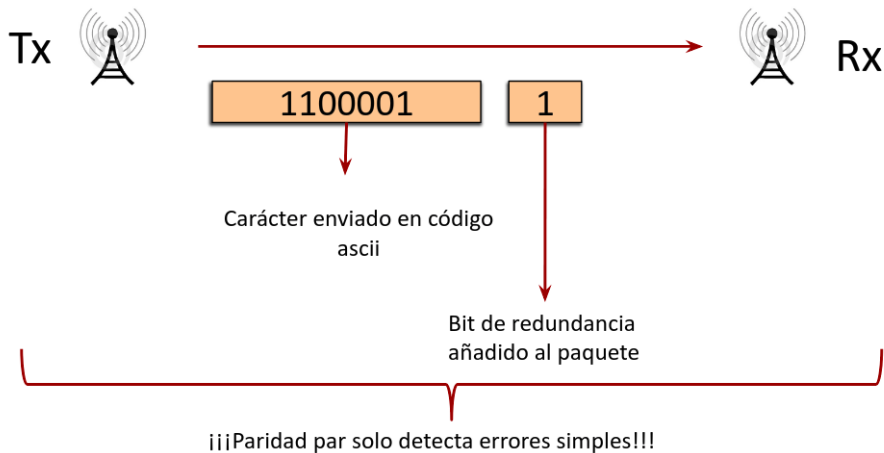 Tx
Rx
1100001
1
Carácter enviado en código
ascii
Bit de redundancia
añadido al paquete
¡¡¡Paridad par solo detecta errores simples!!!